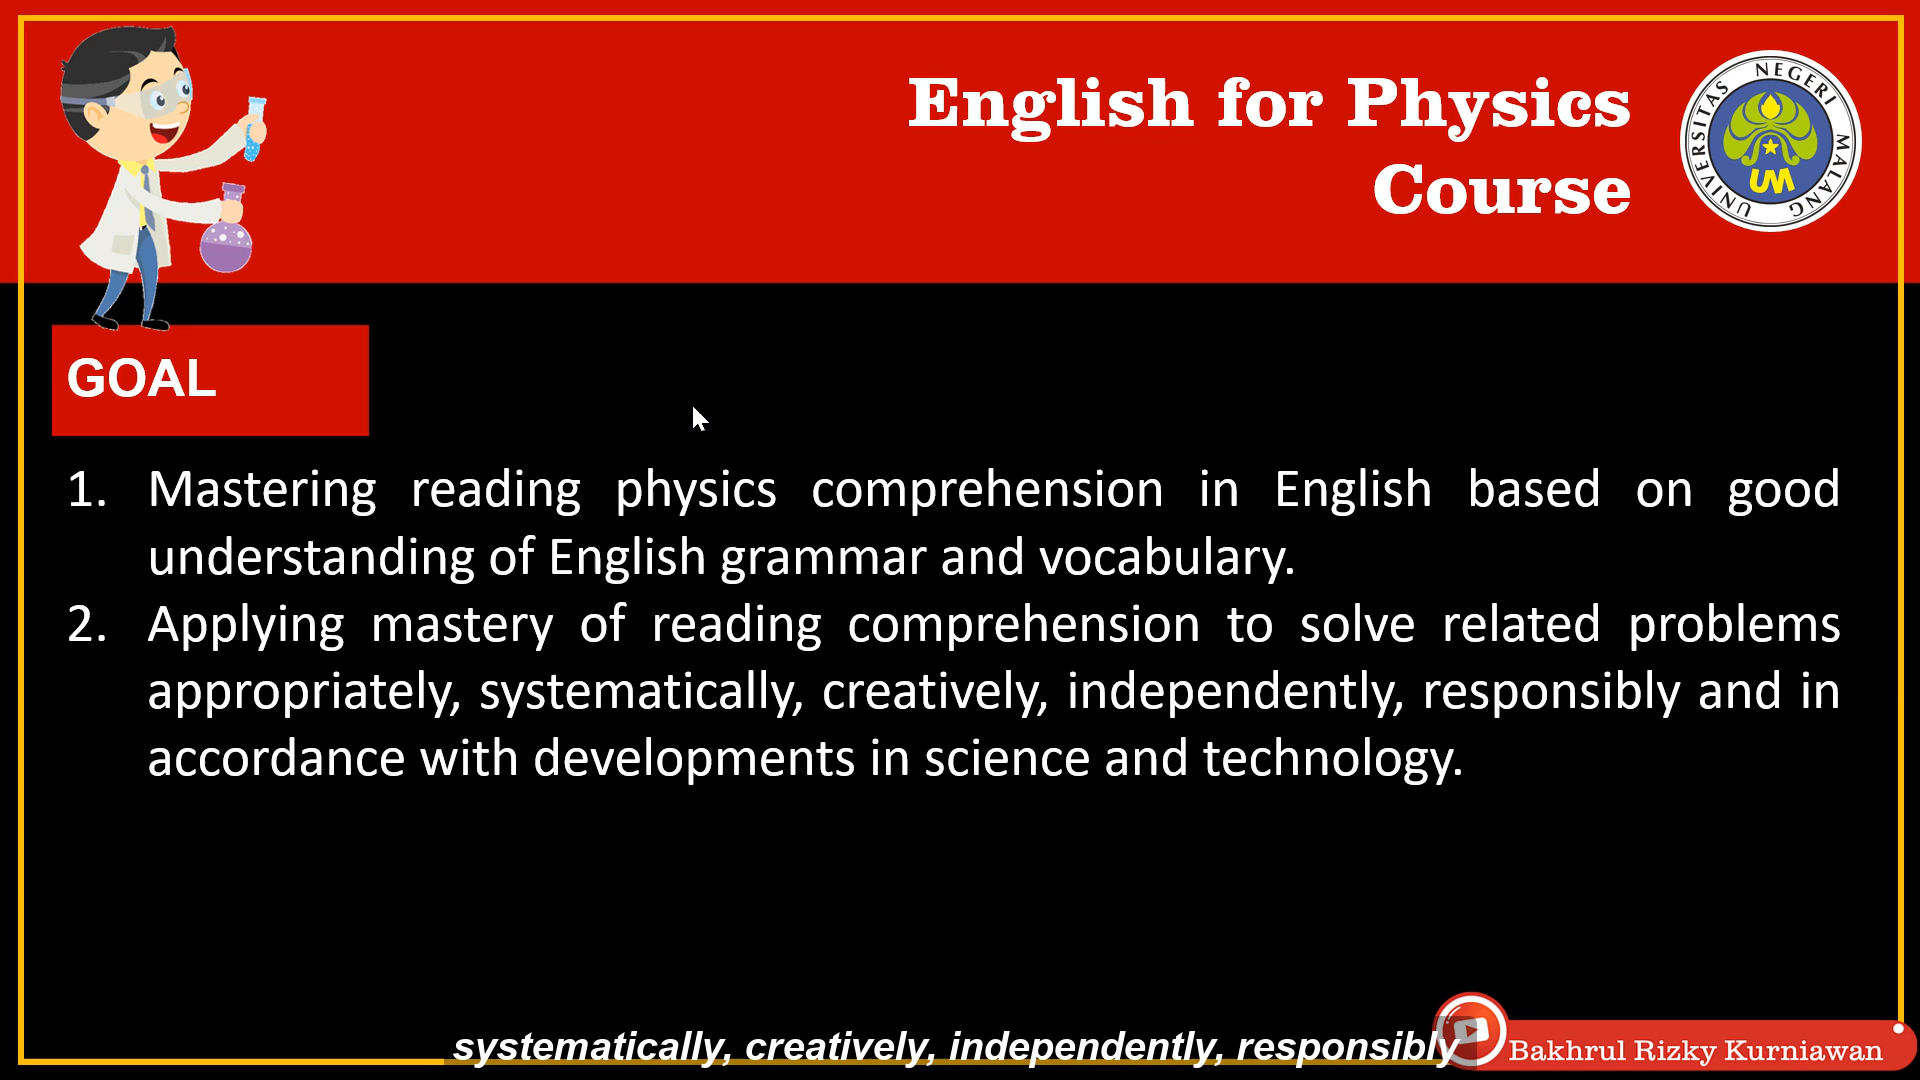 English for Physics
Course
UNIVERSITAS NEGERI MALANG
UM
GOAL
1. Mastering reading physics comprehension in English based on good
understanding of English grammar and vocabulary.
2. Applying mastery of reading comprehension to solve related problems
appropriately, systematically, creatively, independently, responsibly and in
accordance with developments in science and technology.
systematically, creatively, independently, responsibly
Bakhrul Rizky Kurniawan